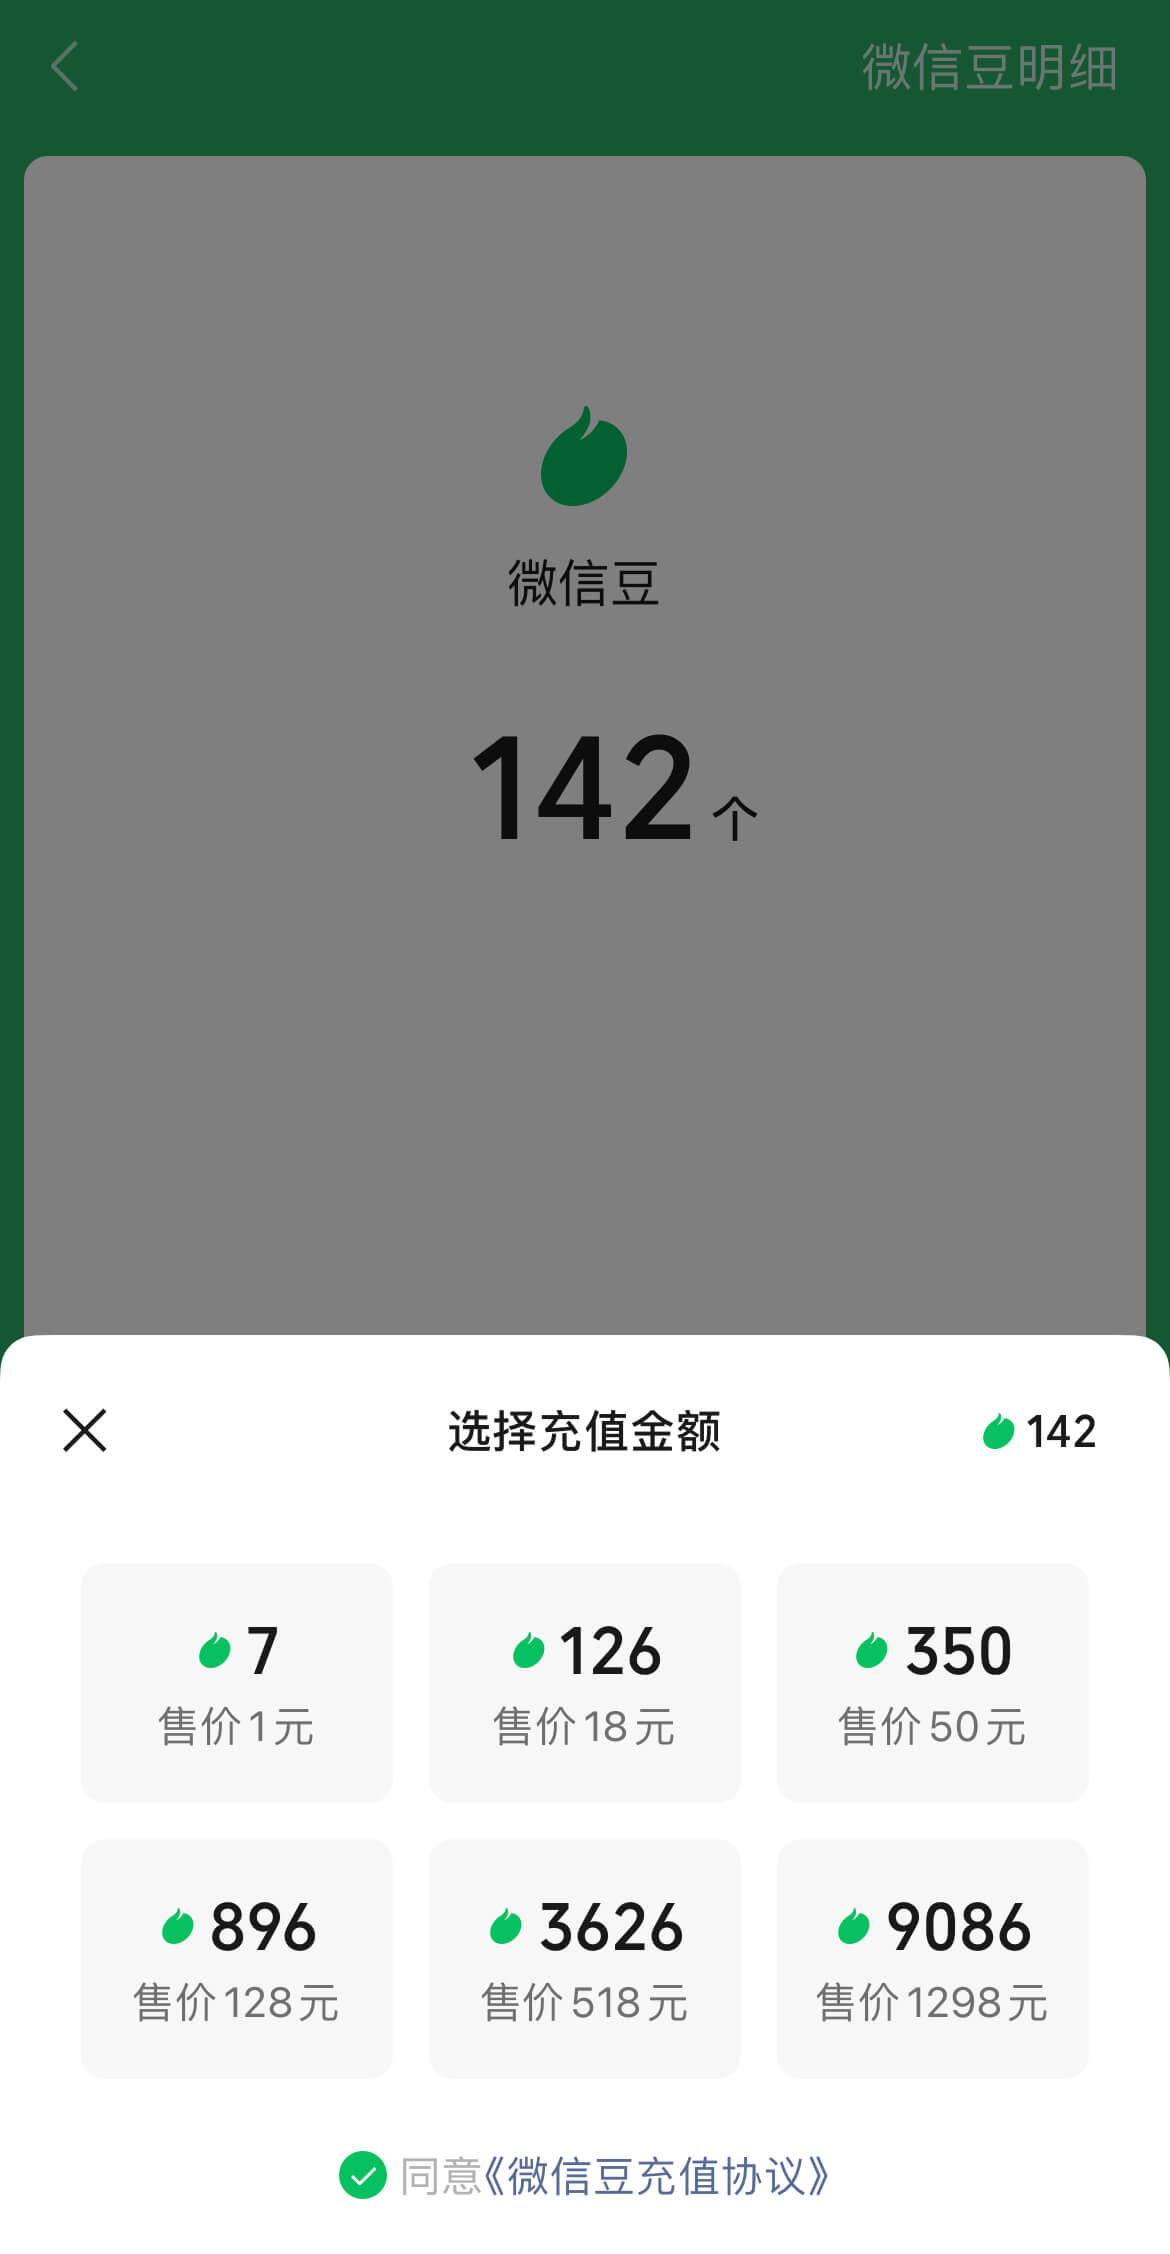 微信豆明细
微信豆
142 个
选择充值金额
142
7
售价 1 元
126
售价 18 元
350
售价 50 元
896
售价 128 元
3626
售价 518 元
9086
售价 1298 元
同意《微信豆充值协议》